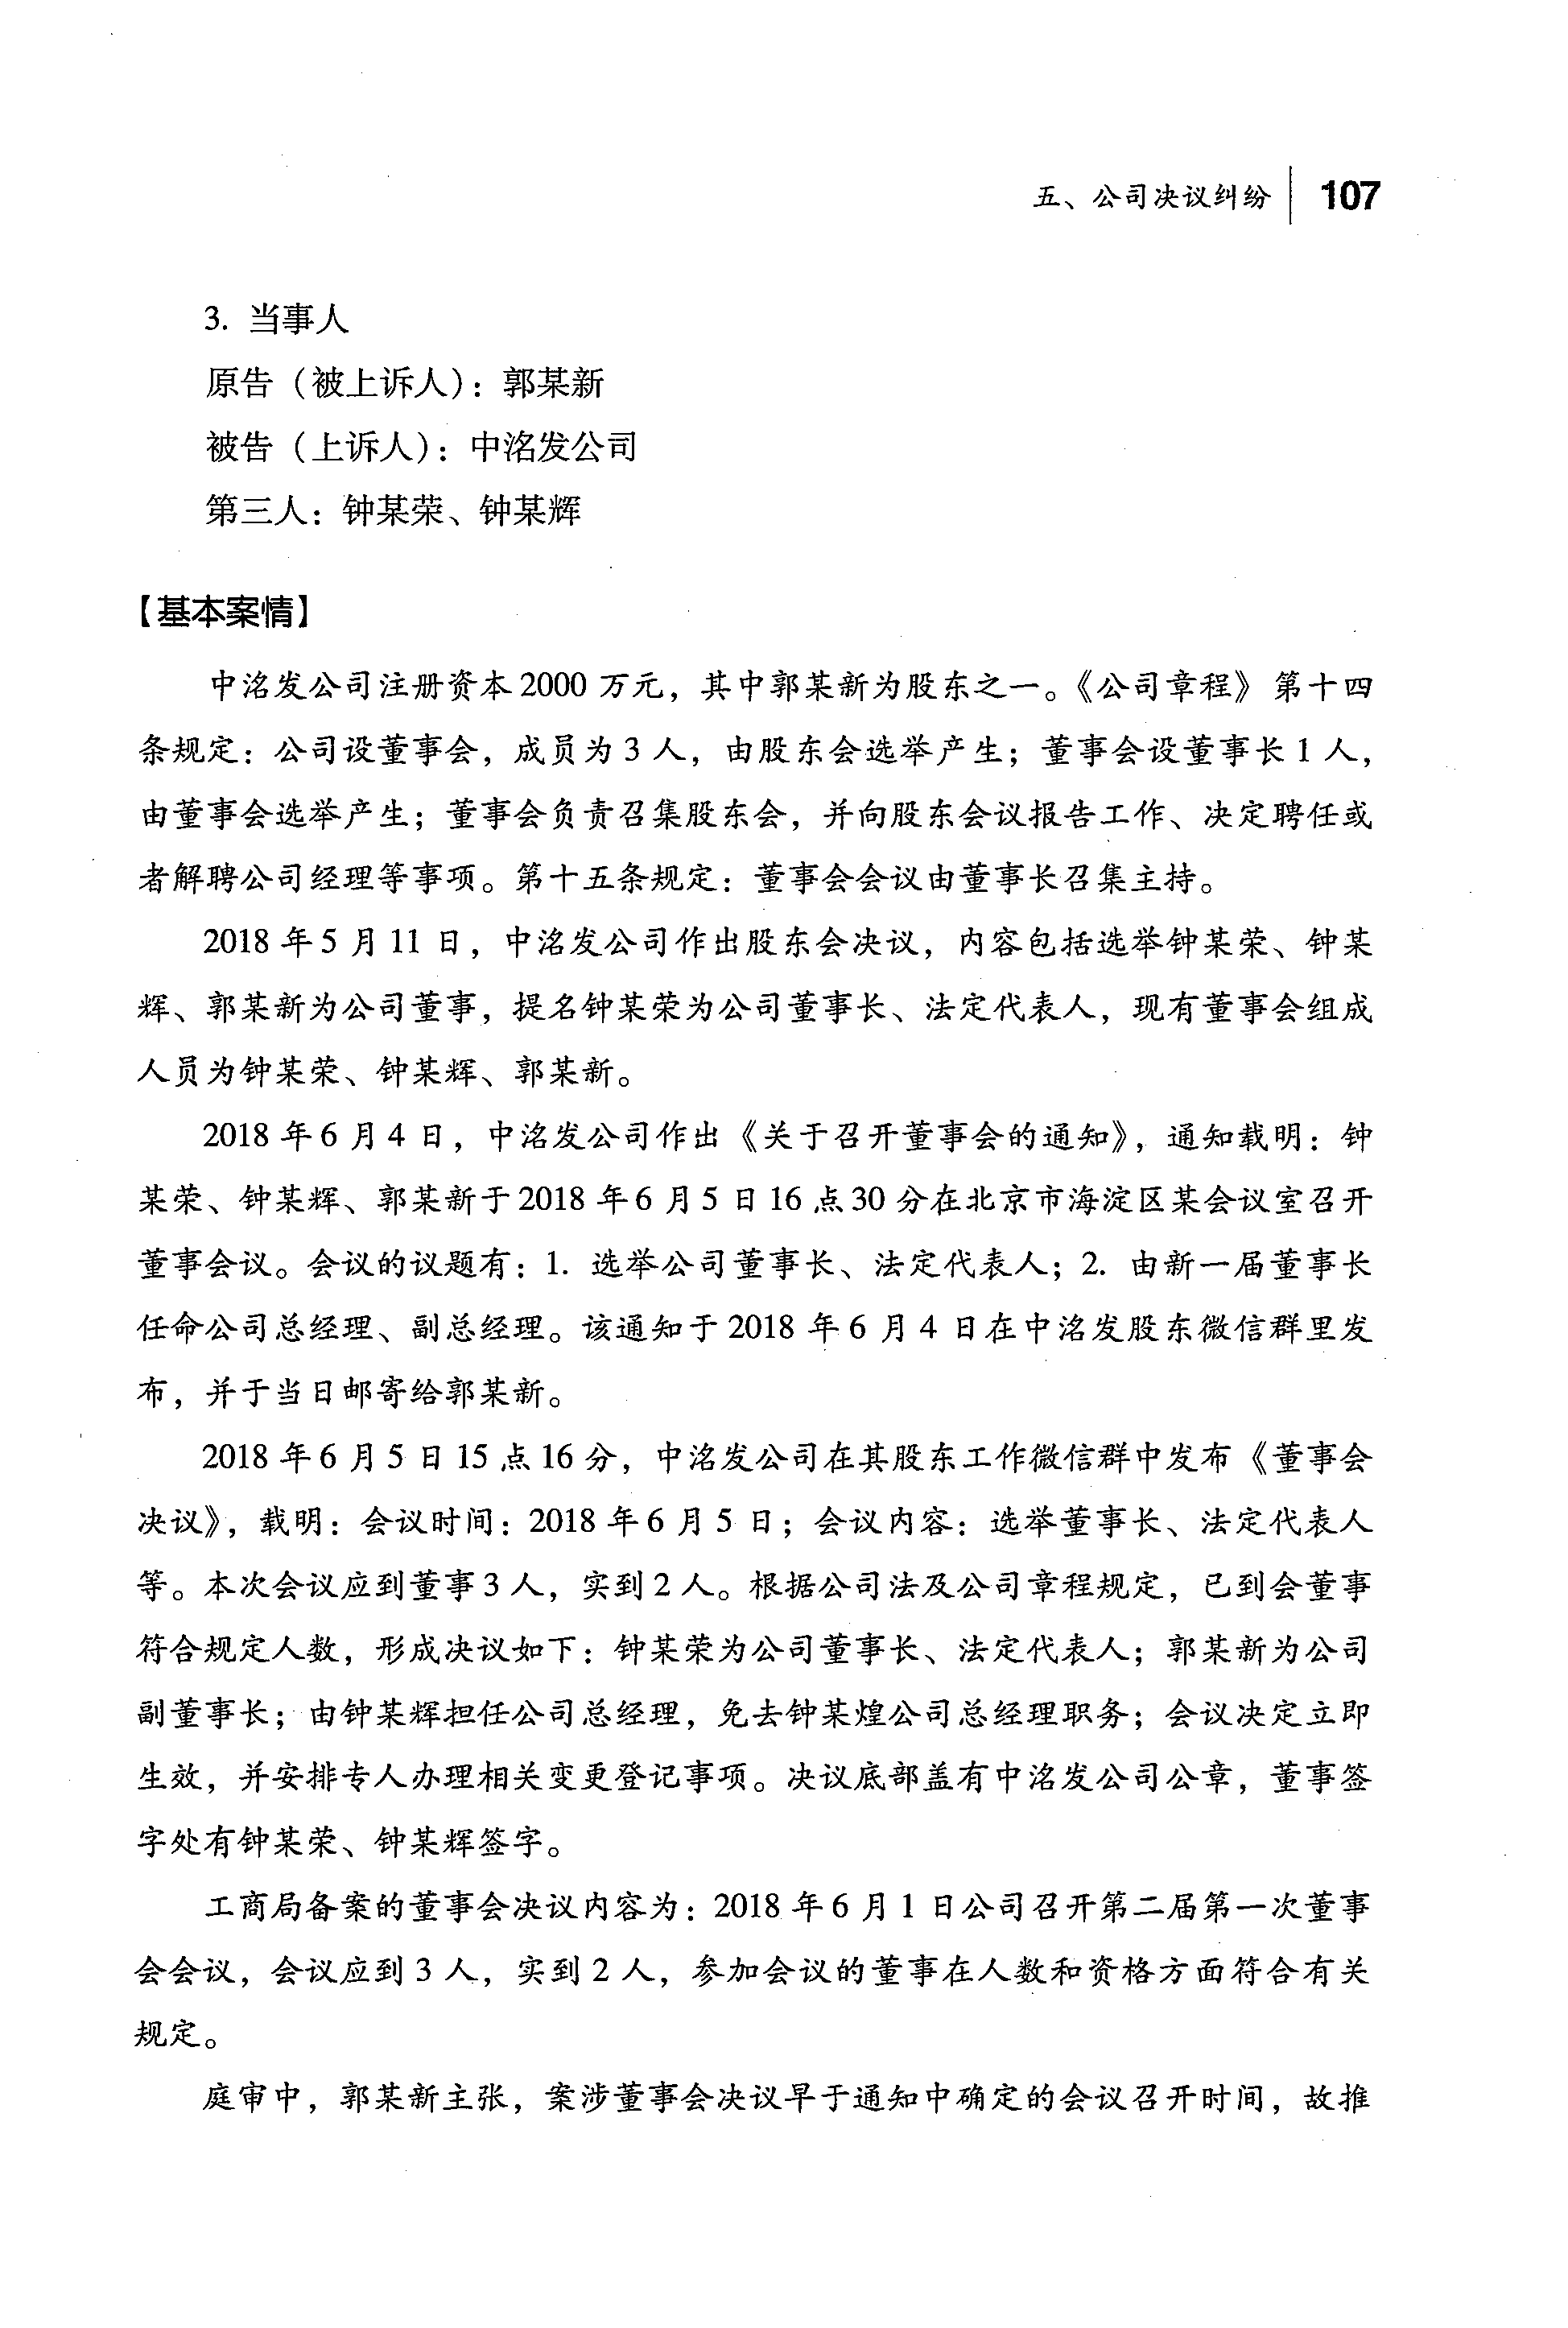 五、公司决议纠纷 107
3. 当事人
原告（被上诉人）：郭某新
被告（上诉人）：中洺发公司
第三人：钟某荣、钟某辉
【基本案情】
中洺发公司注册资本2000万元，其中郭某新为股东之一。《公司章程》第十四
条规定：公司设董事会，成员为3人，由股东会选举产生；董事会设董事长1人，
由董事会选举产生；董事会负责召集股东会，并向股东会议报告工作、决定聘任或
者解聘公司经理等事项。第十五条规定：董事会会议由董事长召集主持。
2018年5月11日，中洺发公司作出股东会决议，内容包括选举钟某荣、钟某
辉、郭某新为公司董事，提名钟某荣为公司董事长、法定代表人，现有董事会组成
人员为钟某荣、钟某辉、郭某新。
2018年6月4日，中洺发公司作出《关于召开董事会的通知》，通知载明：钟
某荣、钟某辉、郭某新于2018年6月5日16点30分在北京市海淀区某会议室召开
董事会议。会议的议题有：1. 选举公司董事长、法定代表人；2. 由新一届董事长
任命公司总经理、副总经理。该通知于2018年6月4日在中洺发股东微信群里发
布，并于当日邮寄给郭某新。
2018年6月5日15点16分，中洺发公司在其股东工作微信群中发布《董事会
决议》，载明：会议时间：2018年6月5日；会议内容：选举董事长、法定代表人
等。本次会议应到董事3人，实到2人。根据公司法及公司章程规定，已到会董事
符合规定人数，形成决议如下：钟某荣为公司董事长、法定代表人；郭某新为公司
副董事长；由钟某辉担任公司总经理，免去钟某煌公司总经理职务；会议决定立即
生效，并安排专人办理相关变更登记事项。决议底部盖有中洺发公司公章，董事签
字处有钟某荣、钟某辉签字。
工商局备案的董事会决议内容为：2018年6月1日公司召开第二届第一次董事
会会议，会议应到3人，实到2人，参加会议的董事在人数和资格方面符合有关
规定。
庭审中，郭某新主张，案涉董事会决议早于通知中确定的会议召开时间，故推